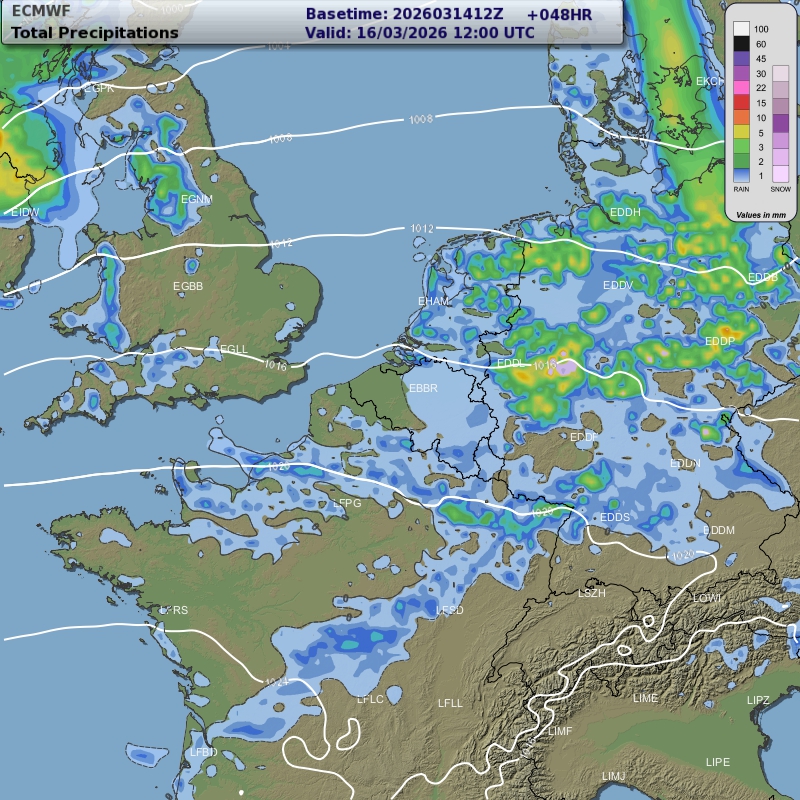 ECMWF
Basetime: 2026031412Z +048HR
Total Precipitations
Valid: 16/03/2026 12:00 UTC
1000
1004
100
60
45
30
22
15
10
5
3
2
1
RAIN SNOW
Values in mm
EGPK
1008
1008
EIDW
EGNM
EDDH
1012
1012
EGBB
EHAM
EDDV
EDDB
EGLL
1016
EDDL
1016
EDDP
EBBR
EDDF
1020
EDDN
LFPG
1020
EDDS
EDDM
1020
LFRS
LFSD
LSZH
LOWI
1024
LFLC
LFLL
LIME
LIPZ
LFBD
LIMF
LIPE
LIMJ